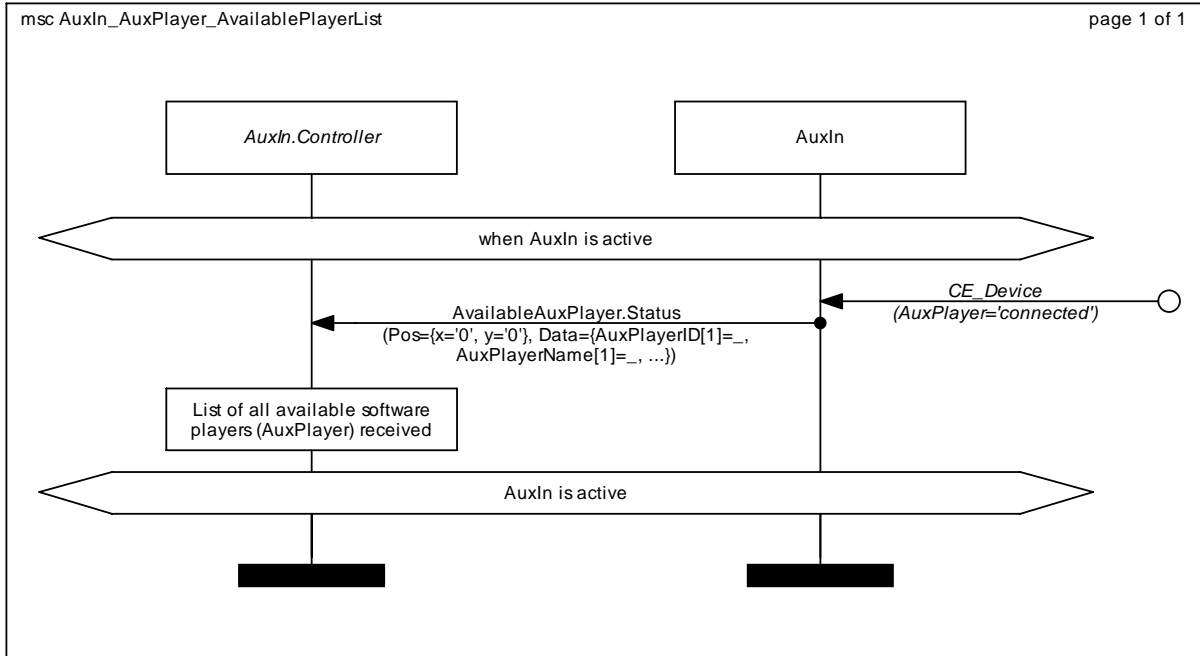 msc AuxIn_AuxPlayer_AvailablePlayerList
page 1 of 1
AuxIn.Controller
AuxIn
when AuxIn is active
CE_Device
(AuxPlayer='connected')
AvailableAuxPlayer.Status
(Pos={x='0', y='0'}, Data={AuxPlayerID[1]=_,
AuxPlayerName[1]=_, ...})
List of all available software
players (AuxPlayer) received
AuxIn is active